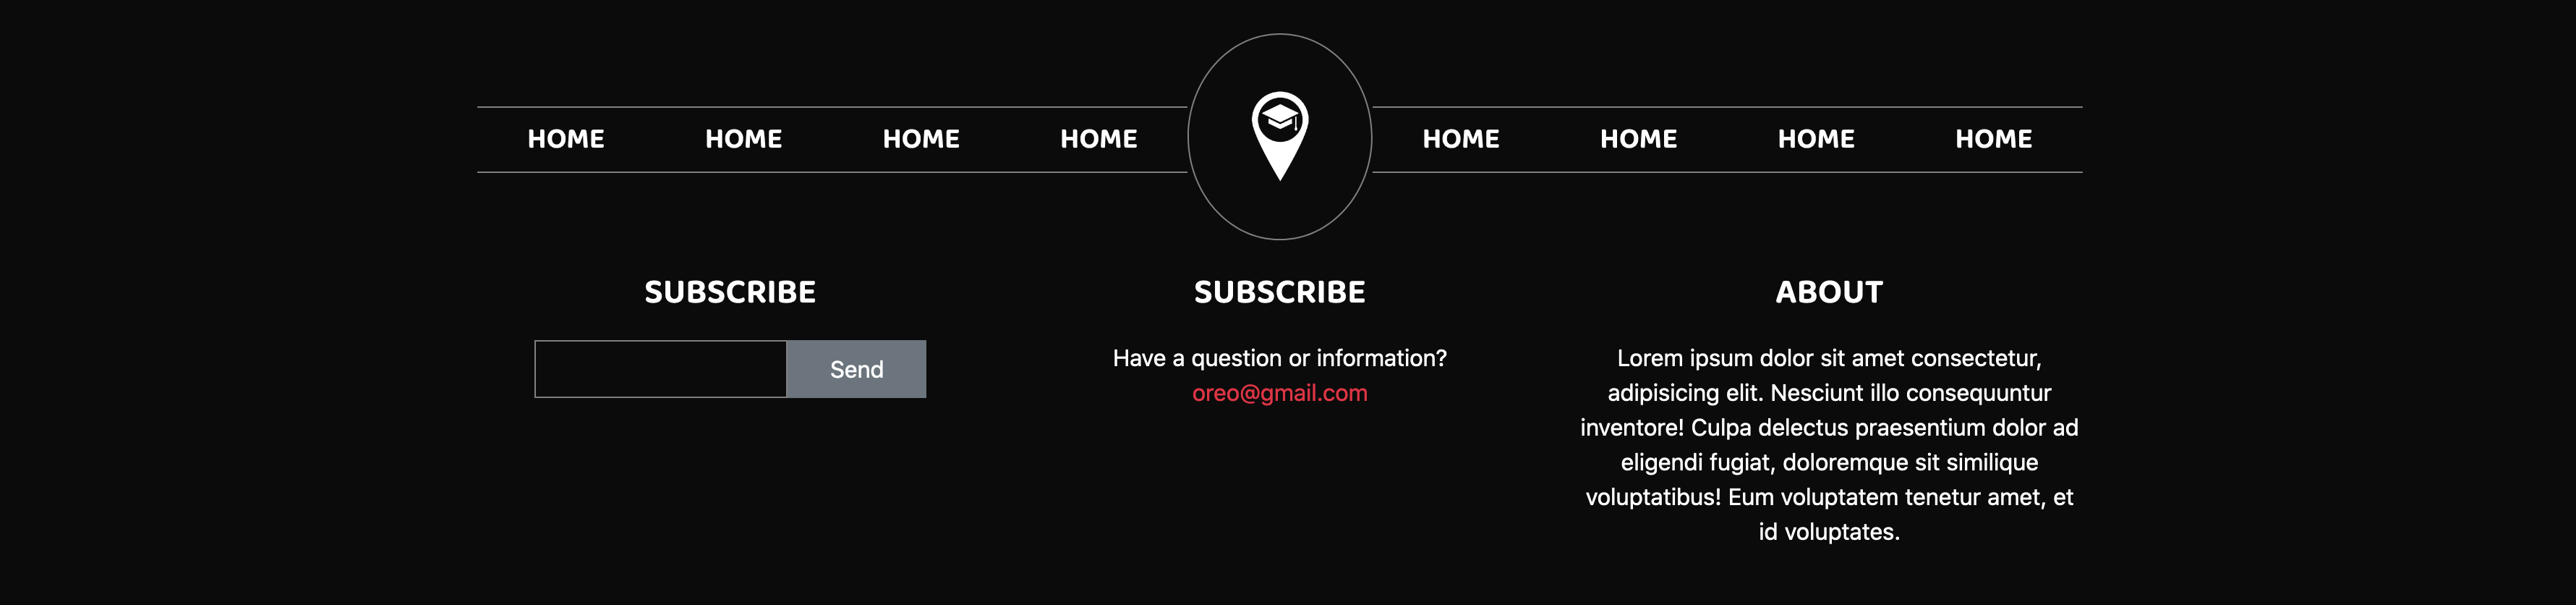 HOME HOME HOME HOME HOME HOME HOME HOME
SUBSCRIBE
Send
SUBSCRIBE
Have a question or information?
oreo@gmail.com
ABOUT
Lorem ipsum dolor sit amet consectetur,
adipisicing elit. Nesciunt illo consequuntur
inventore! Culpa delectus praesentium dolor ad
eligendi fugiat, doloremque sit similique
voluptatibus! Eum voluptatem tenetur amet, et
id voluptates.